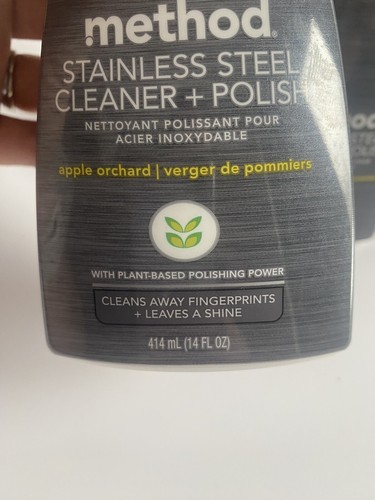 method
STAINLESS STEEL
CLEANER + POLISH
NETTOYANT POLISSANT POUR
ACIER INOXYDABLE
apple orchard | verger de pommiers
WITH PLANT-BASED POLISHING POWER
CLEANS AWAY FINGERPRINTS
+ LEAVES A SHINE
414 mL (14 FL OZ)